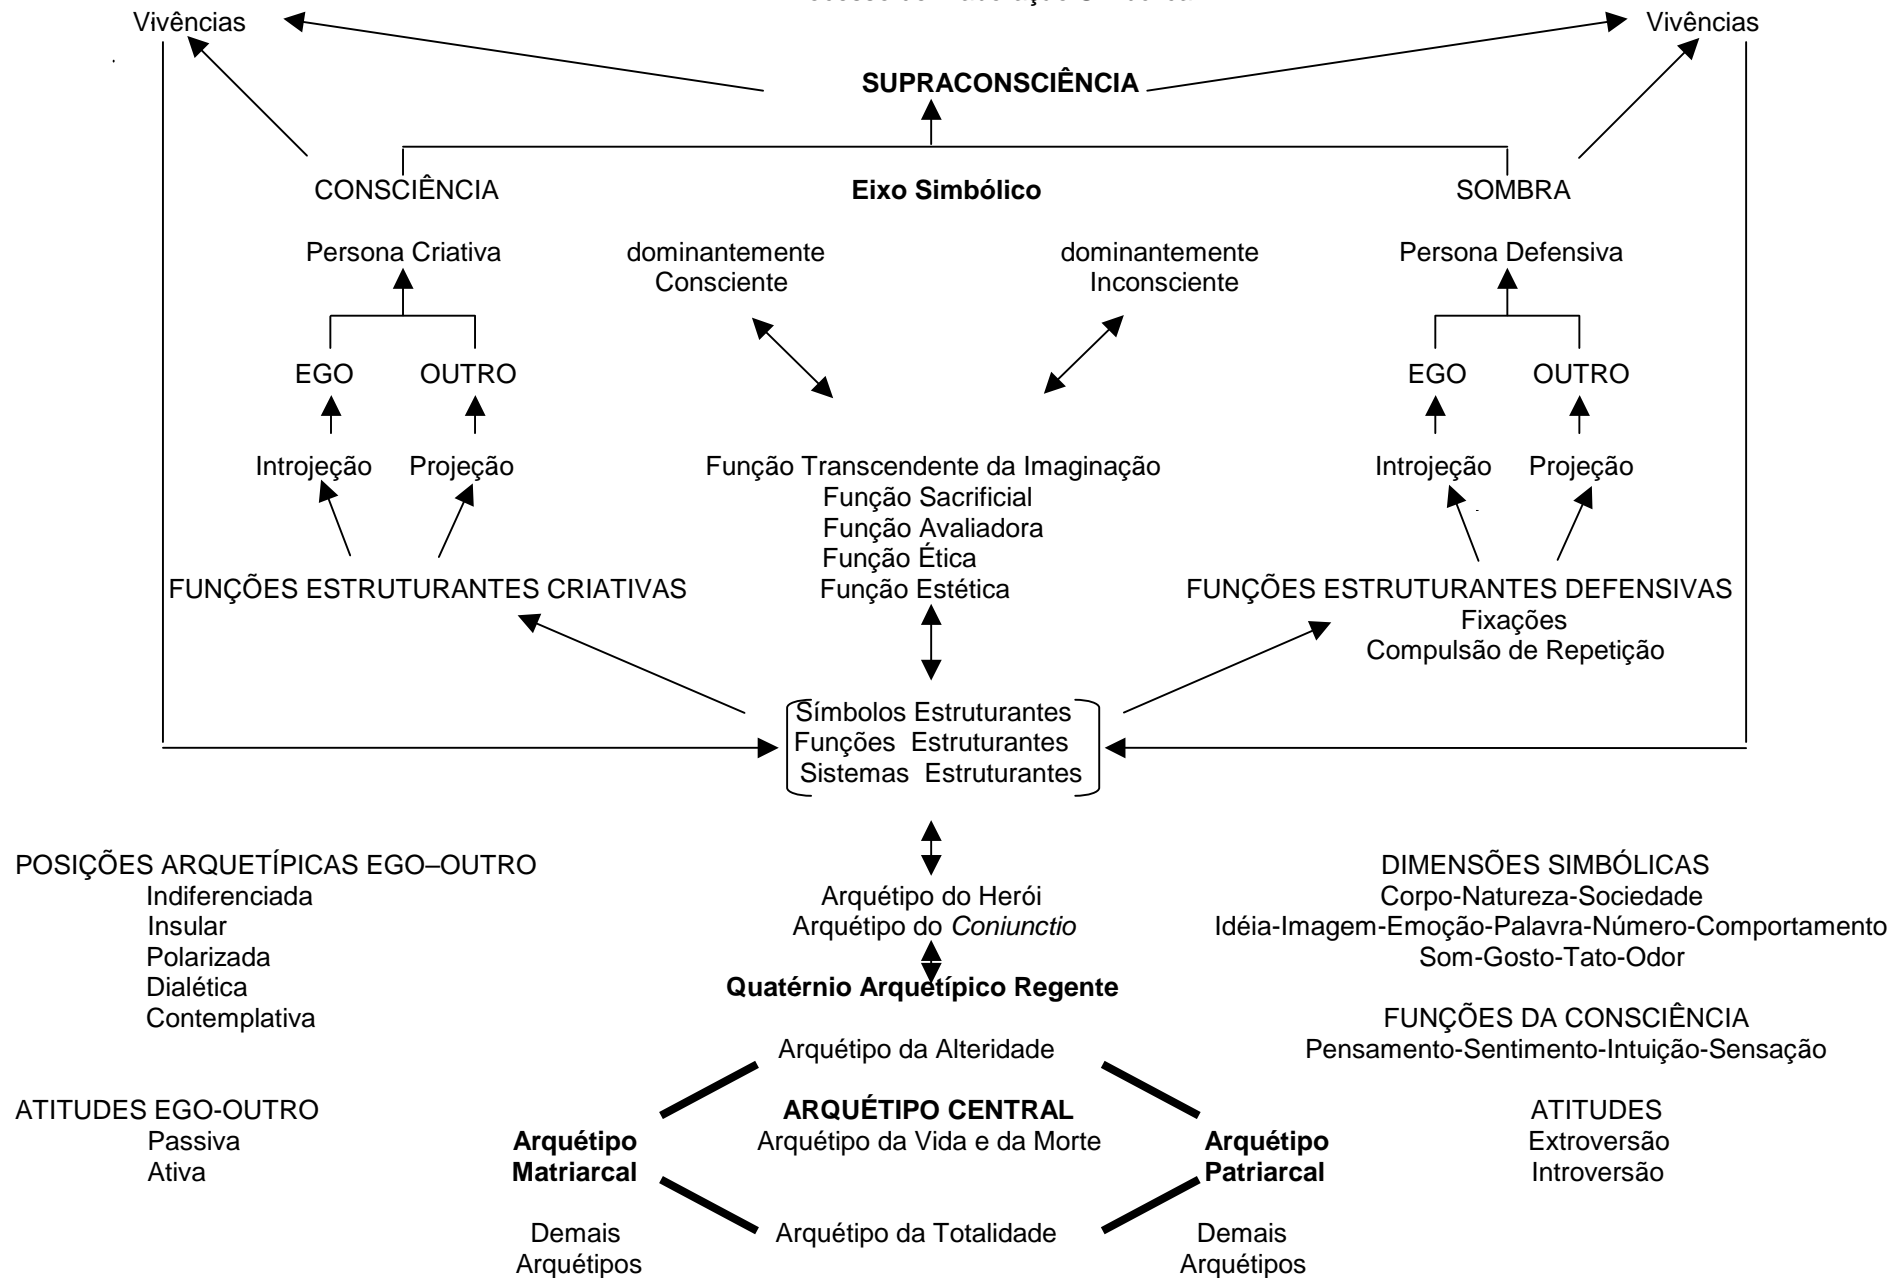 Vivências
Vivências
SUPRACONSCIÊNCIA
CONSCIÊNCIA
Eixo Simbólico
SOMBRA
Persona Criativa
dominantemente
Consciente
dominantemente
Inconsciente
Persona Defensiva
EGO
OUTRO
EGO
OUTRO
Introjeção
Projeção
Função Transcendente da Imaginação
Função Sacrificial
Função Avaliadora
Função Ética
Função Estética
Introjeção
Projeção
FUNÇÕES ESTRUTURANTES CRIATIVAS
FUNÇÕES ESTRUTURANTES DEFENSIVAS
Fixações
Compulsão de Repetição
Símbolos Estruturantes
Funções Estruturantes
Sistemas Estruturantes
POSIÇÕES ARQUETÍPICAS EGO–OUTRO
Indiferenciada
Insular
Polarizada
Dialética
Contemplativa
Arquétipo do Herói
Arquétipo do Coniunctio
Quatérnio Arquetípico Regente
DIMENSÕES SIMBÓLICAS
Corpo-Natureza-Sociedade
Idéia-Imagem-Emoção-Palavra-Número-Comportamento
Som-Gosto-Tato-Odor
FUNÇÕES DA CONSCIÊNCIA
Pensamento-Sentimento-Intuição-Sensação
Arquétipo da Alteridade
ATITUDES EGO-OUTRO
Passiva
Ativa
Arquétipo
Matriarcal
ARQUÉTIPO CENTRAL
Arquétipo da Vida e da Morte
Arquétipo
Patriarcal
ATITUDES
Extroversão
Introversão
Demais
Arquétipos
Arquétipo da Totalidade
Demais
Arquétipos